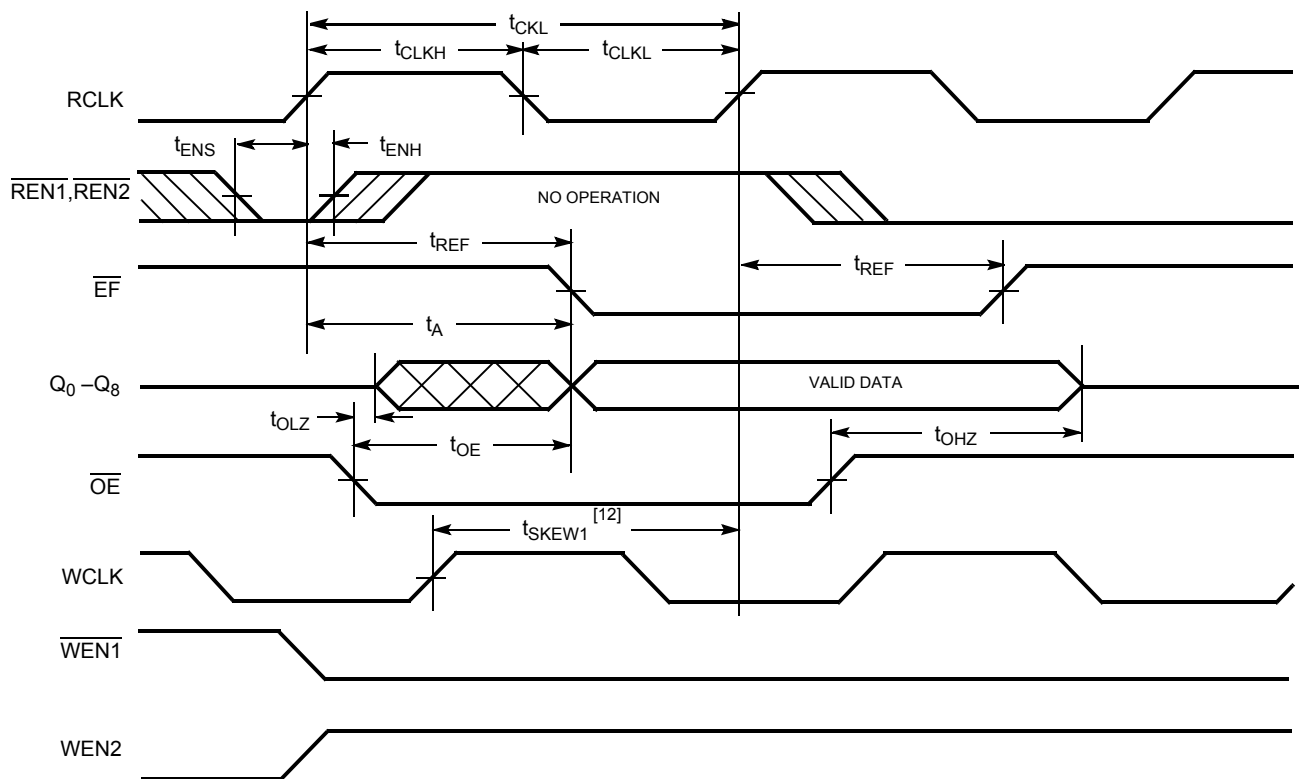 tCKL
tCLKH tCLKL
RCLK
tENS tENH
REN1,REN2
NO OPERATION
tREF
tREF
EF
tA
Q0 –Q8
VALID DATA
tOLZ
tOE
tOHZ
OE
tSKEW1 [12]
WCLK
WEN1
WEN2